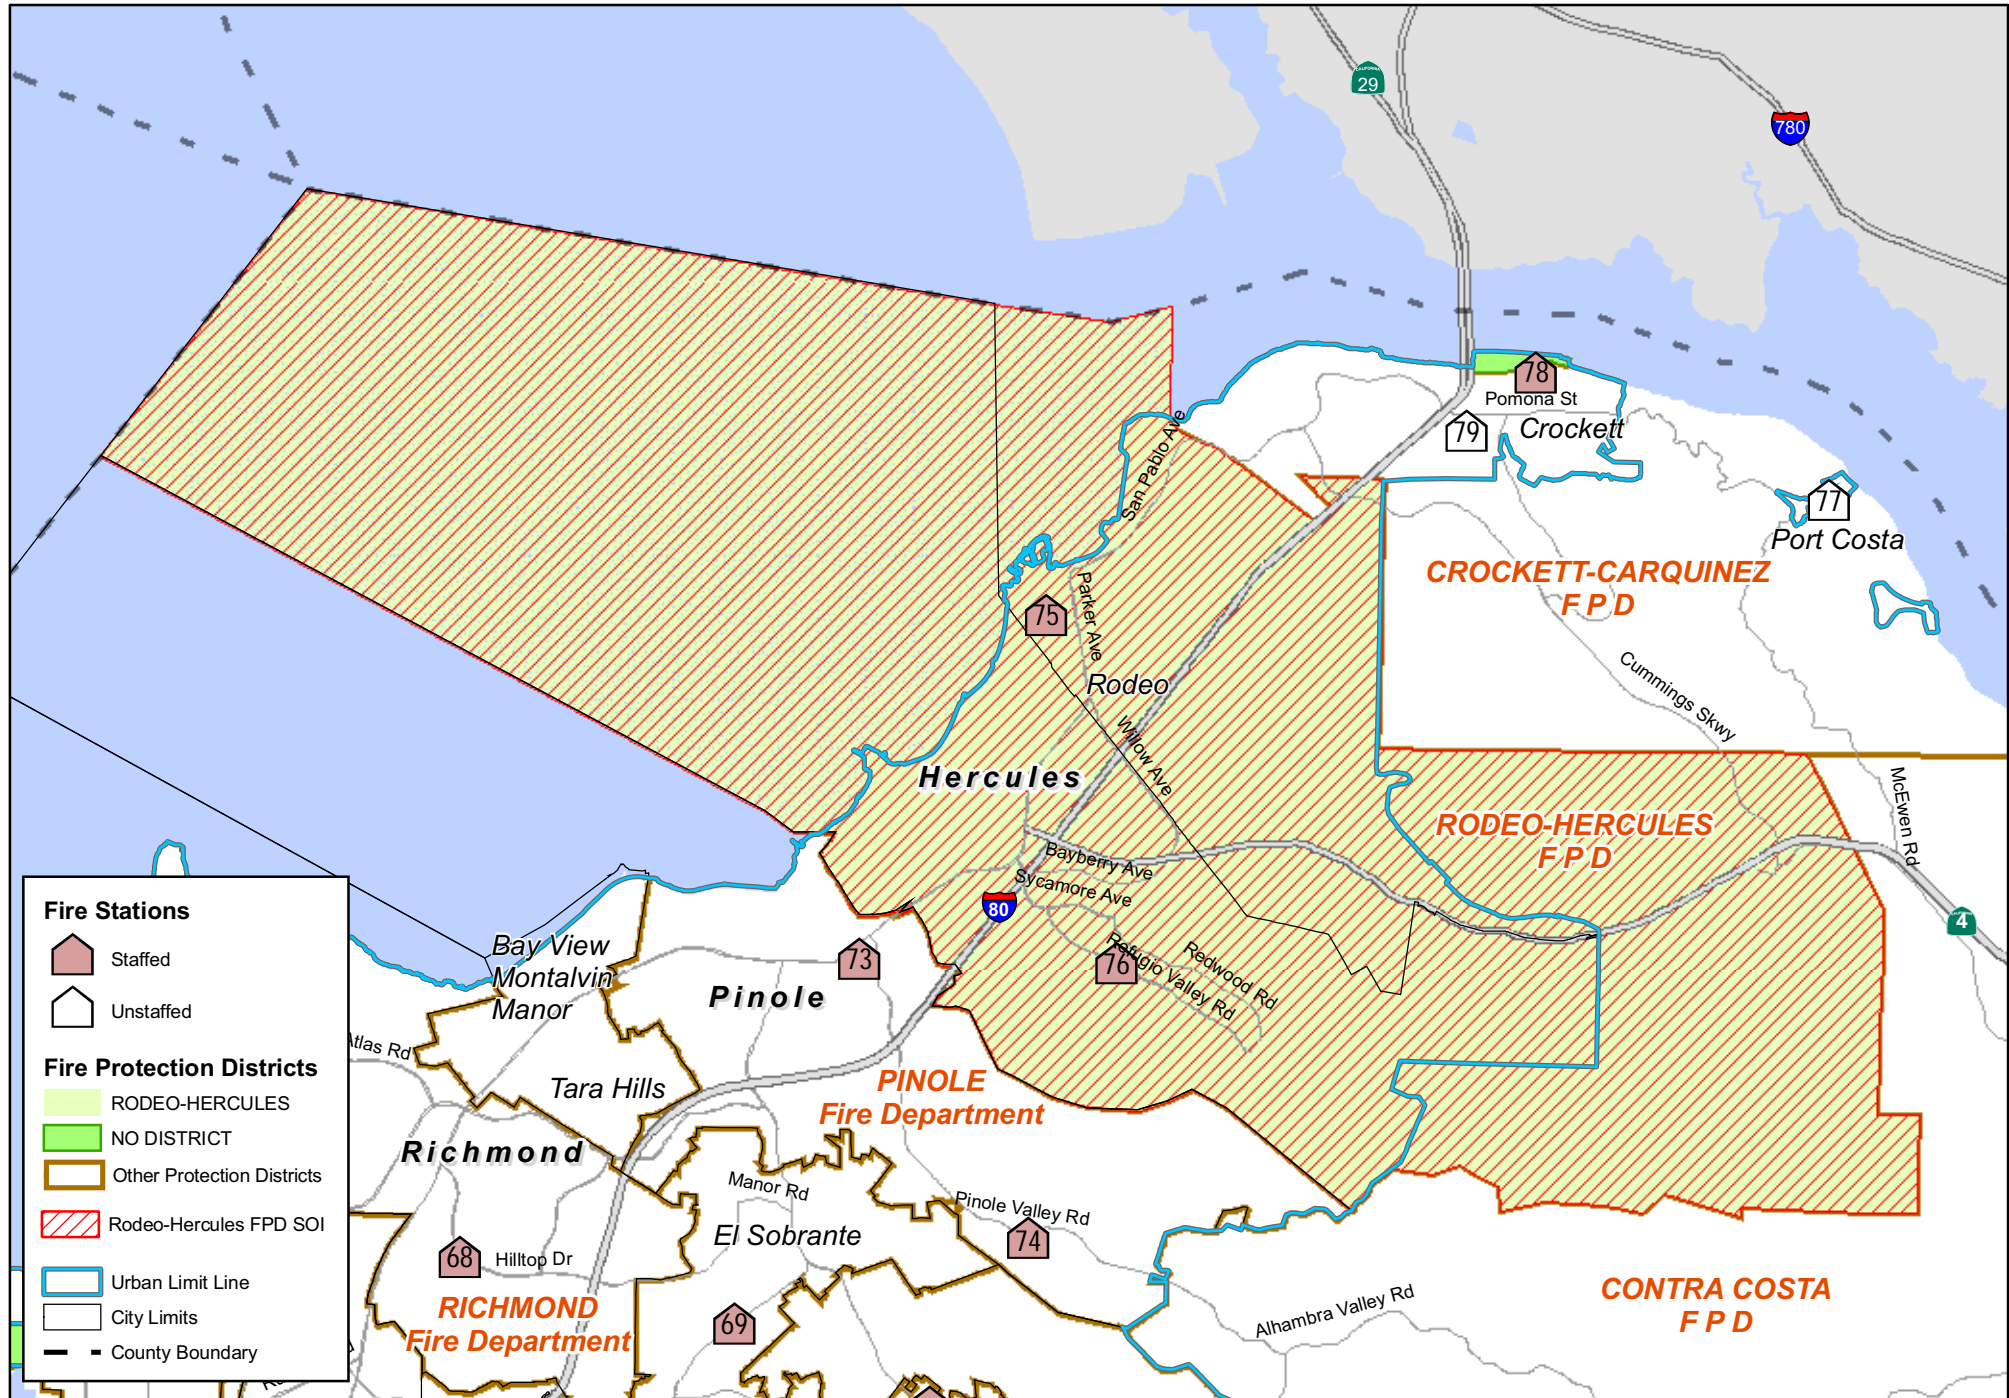 CALIFORNIA
29
780
78
Pomona St
79
Crockett
San Pablo Ave
77
Port Costa
CROCKETT-CARQUINEZ
F P D
75
Parker Ave
Rodeo
Cummings Skwy
Willow Ave
Hercules
McEwen Rd
RODEO-HERCULES
F P D
Bayberry Ave
Sycamore Ave
80
4
Bay View
Montalvin
Manor
73
Pinole
76
Refugio Valley Rd
Redwood Rd
Atlas Rd
Tara Hills
PINOLE
Fire Department
Richmond
Manor Rd
Pinole Valley Rd
El Sobrante
74
68
Hilltop Dr
RICHMOND
Fire Department
69
Alhambra Valley Rd
CONTRA COSTA
F P D
Fire Stations
Staffed
Unstaffed
Fire Protection Districts
RODEO-HERCULES
NO DISTRICT
Other Protection Districts
Rodeo-Hercules FPD SOI
Urban Limit Line
City Limits
County Boundary